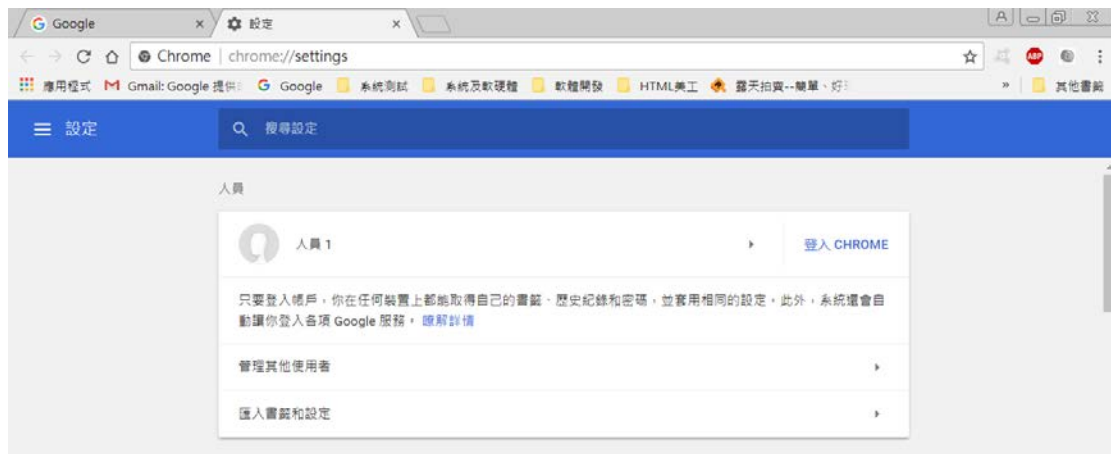 Google
設定
A
Chrome | chrome://settings
ABP
應用程式 Gmail: Google 提供 Google 系統測試 系統及軟硬體 軟體開發 HTML美工 露天拍賣--簡單、好 » 其他書籤
設定
搜尋設定
人員
人員 1
登入 CHROME
只要登入帳戶，你在任何裝置上都能取得自己的書籤、歷史紀錄和密碼，並套用相同的設定，此外，系統還會自
動讓你登入各項 Google 服務。 瞭解詳情
管理其他使用者
匯入書籤和設定